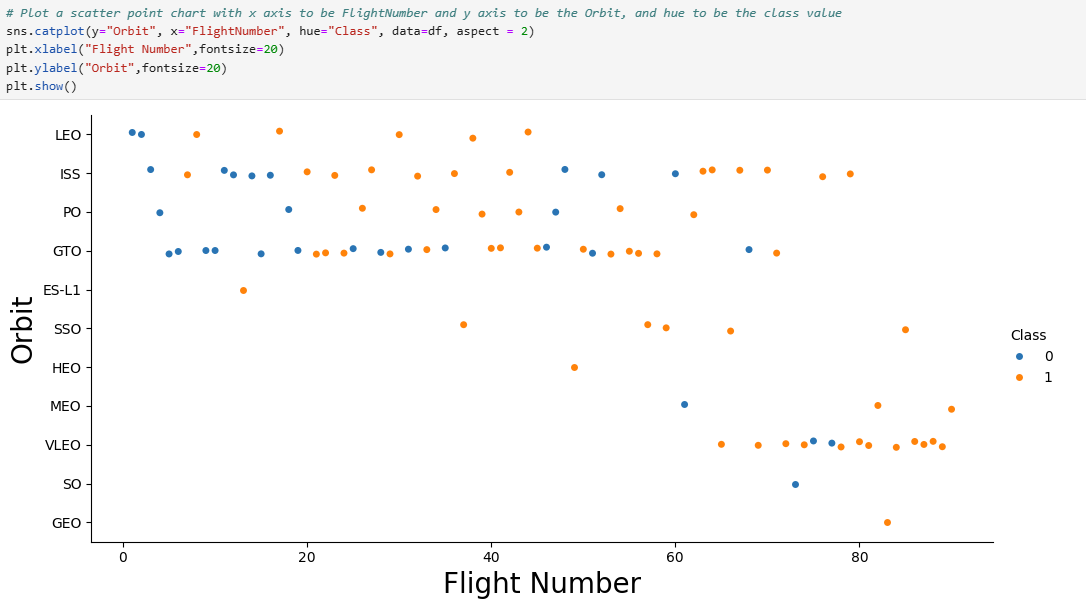 # Plot a scatter point chart with x axis to be FlightNumber and y axis to be the Orbit, and hue to be the class value
sns.catplot(y="Orbit", x="FlightNumber", hue="Class", data=df, aspect = 2)
plt.xlabel("Flight Number",fontsize=20)
plt.ylabel("Orbit",fontsize=20)
plt.show()
LEO
ISS
PO
GTO
ES-L1
SSO
HEO
MEO
VLEO
SO
GEO
Orbit
0 20 40 60 80
Flight Number
Class
0
1